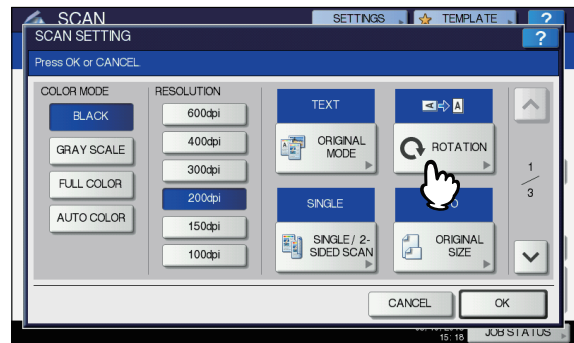 SCAN
SETTINGS
TEMPLATE
?
SCAN SETTING
?
Press OK or CANCEL
COLOR MODE
BLACK
GRAY SCALE
FULL COLOR
AUTO COLOR
RESOLUTION
600dpi
400dpi
300dpi
200dpi
150dpi
100dpi
TEXT
ORIGINAL
MODE
SINGLE
SINGLE / 2-
SIDED SCAN
A A
ROTATION
O
ORIGINAL
SIZE
1
3
CANCEL
OK
15: 18
JOB STATUS